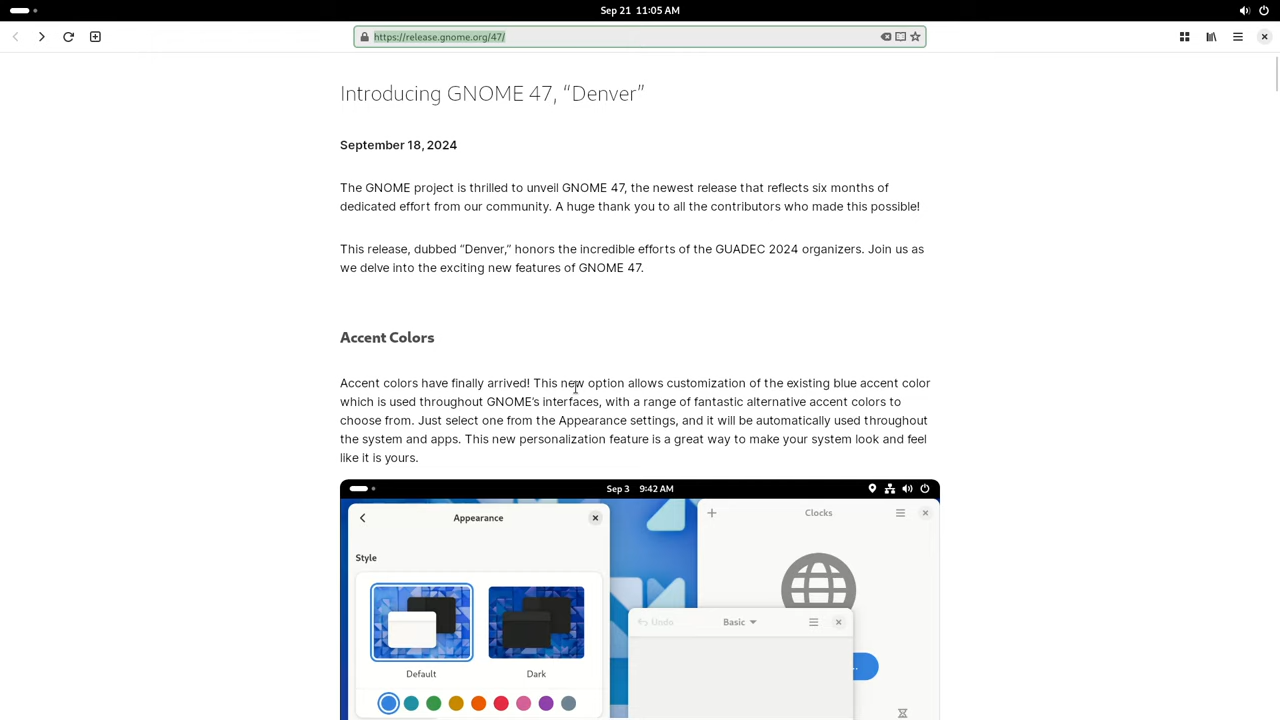 Sep 21 11:05 AM
https://release.gnome.org/47/
Introducing GNOME 47, “Denver”
September 18, 2024
The GNOME project is thrilled to unveil GNOME 47, the newest release that reflects six months of
dedicated effort from our community. A huge thank you to all the contributors who made this possible!
This release, dubbed “Denver,” honors the incredible efforts of the GUADEC 2024 organizers. Join us as
we delve into the exciting new features of GNOME 47.
Accent Colors
Accent colors have finally arrived! This new option allows customization of the existing blue accent color
which is used throughout GNOME’s interfaces, with a range of fantastic alternative accent colors to
choose from. Just select one from the Appearance settings, and it will be automatically used throughout
the system and apps. This new personalization feature is a great way to make your system look and feel
like it is yours.
Sep 3 9:42 AM
Appearance
Clocks
Style
Undo
Basic
Default
Dark